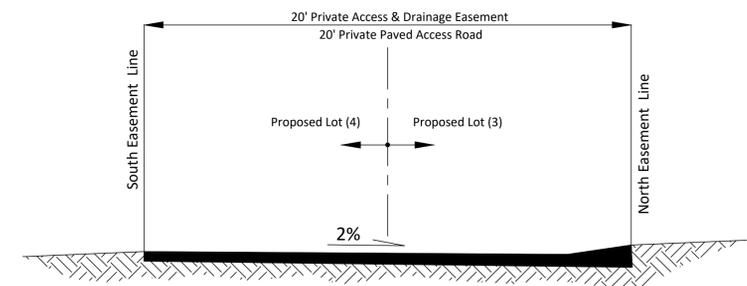 20' Private Access & Drainage Easement
20' Private Paved Access Road
South Easement Line
Proposed Lot (4)
Proposed Lot (3)
North Easement Line
2%